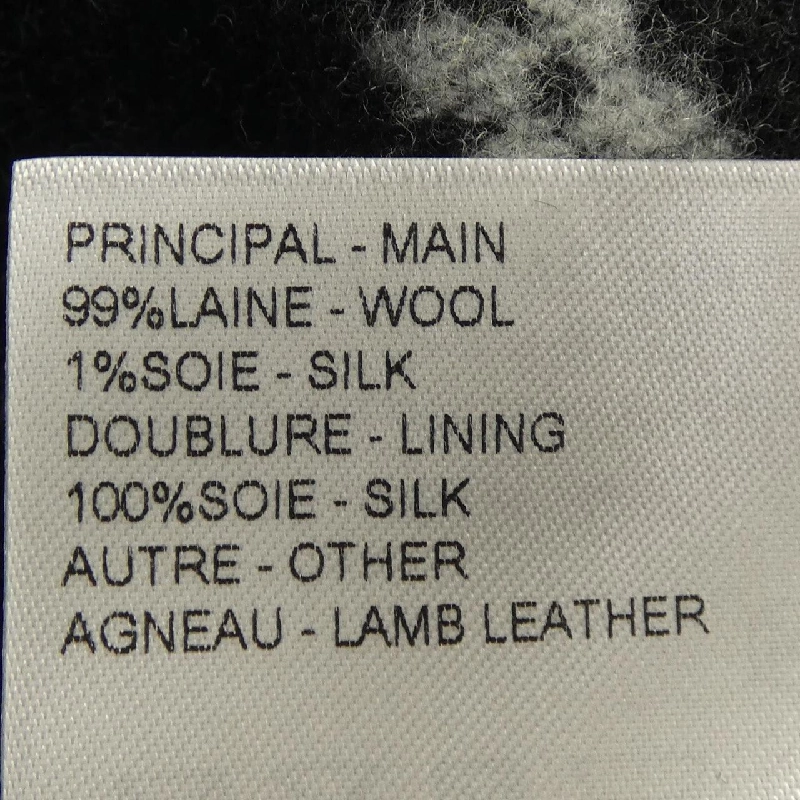 PRINCIPAL - MAIN
99%LAINE - WOOL
1%SOIE - SILK
DOUBLURE - LINING
100%SOIE - SILK
AUTRE - OTHER
AGNEAU - LAMB LEATHER